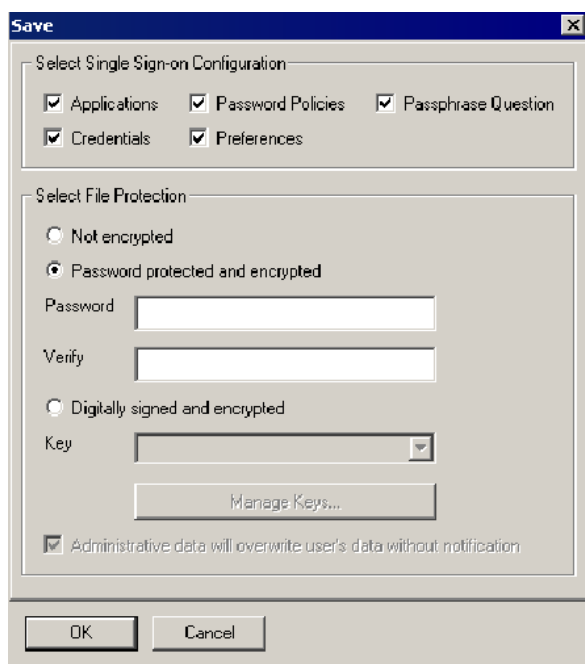 Save
Select Single Sign-on Configuration
Applications Password Policies Passphrase Question
Credentials Preferences
Select File Protection
Not encrypted
Password protected and encrypted
Password
Verify
Digitally signed and encrypted
Key
Manage Keys...
Administrative data will overwrite user's data without notification
OK Cancel